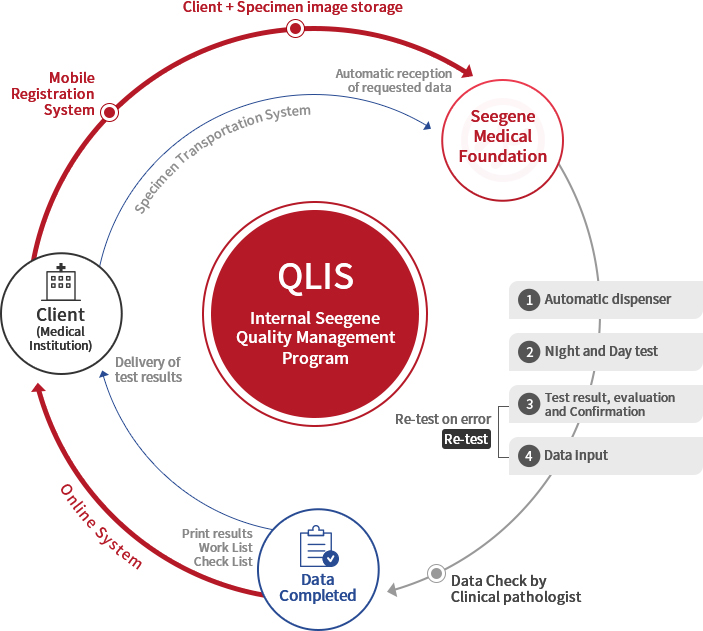 Client + Specimen image storage
Mobile
Registration
System
Automatic reception
of requested data
Specimen Transportation System
Seegene
Medical
Foundation
QLIS
Internal Seegene
Quality Management
Program
Client
(Medical
Institution)
1 Automatic dispenser
2 Night and Day test
3 Test result, evaluation
and Confirmation
4 Data Input
Re-test on error
Re-test
Delivery of
test results
Online System
Print results
Work List
Check List
Data
Completed
Data Check by
Clinical pathologist